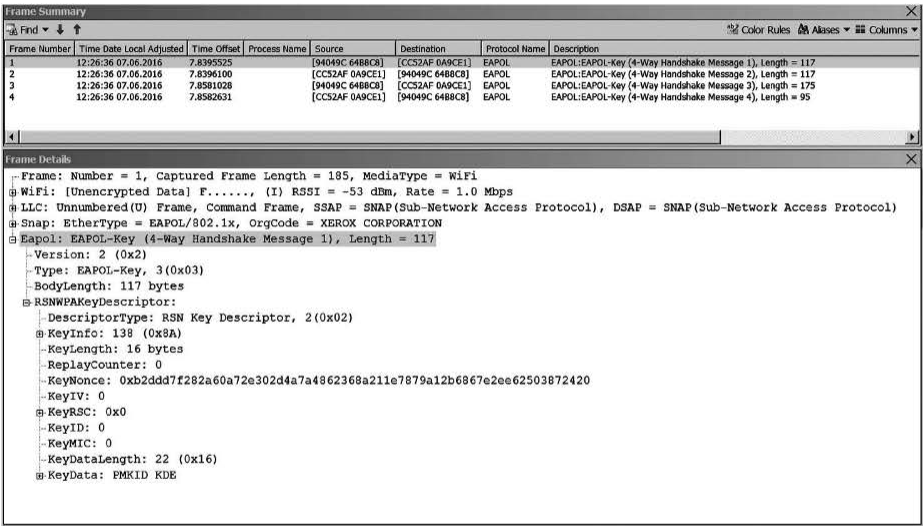 Frame Summary
Find Color Rules Aliases Columns
Frame Number Time Date Local Adjusted Time Offset Process Name Source Destination Protocol Name Description
1 12:26:36 07.06.2016 7.8395525 [94049C 64B8C8] [CC52AF 0A9CE1] EAPOL EAPOL:EAPOL-Key (4-Way Handshake Message 1), Length = 117
2 12:26:36 07.06.2016 7.8396100 [CC52AF 0A9CE1] [94049C 64B8C8] EAPOL EAPOL:EAPOL-Key (4-Way Handshake Message 2), Length = 117
3 12:26:36 07.06.2016 7.8581028 [94049C 64B8C8] [CC52AF 0A9CE1] EAPOL EAPOL:EAPOL-Key (4-Way Handshake Message 3), Length = 175
4 12:26:36 07.06.2016 7.8582631 [CC52AF 0A9CE1] [94049C 64B8C8] EAPOL EAPOL:EAPOL-Key (4-Way Handshake Message 4), Length = 95
Frame Details
Frame: Number = 1, Captured Frame Length = 185, MediaType = WiFi
WiFi: [Unencrypted Data] F......, (I) RSSI = -53 dBm, Rate = 1.0 Mbps
LLC: Unnumbered(U) Frame, Command Frame, SSAP = SNAP(Sub-Network Access Protocol), DSAP = SNAP(Sub-Network Access Protocol)
Snap: EtherType = EAPOL/802.1x, OrgCode = XEROX CORPORATION
Eapol: EAPOL-Key (4-Way Handshake Message 1), Length = 117
Version: 2 (0x2)
Type: EAPOL-Key, 3(0x03)
BodyLength: 117 bytes
RSNWPAKeyDescriptor:
DescriptorType: RSN Key Descriptor, 2(0x02)
KeyInfo: 138 (0x8A)
KeyLength: 16 bytes
ReplayCounter: 0
KeyNonce: 0xb2ddd7f282a60a72e302d4a7a4862368a211e7879a12b6867e2ee62503872420
KeyIV: 0
KeyRSC: 0x0
KeyID: 0
KeyMIC: 0
KeyDataLength: 22 (0x16)
KeyData: PMKID KDE